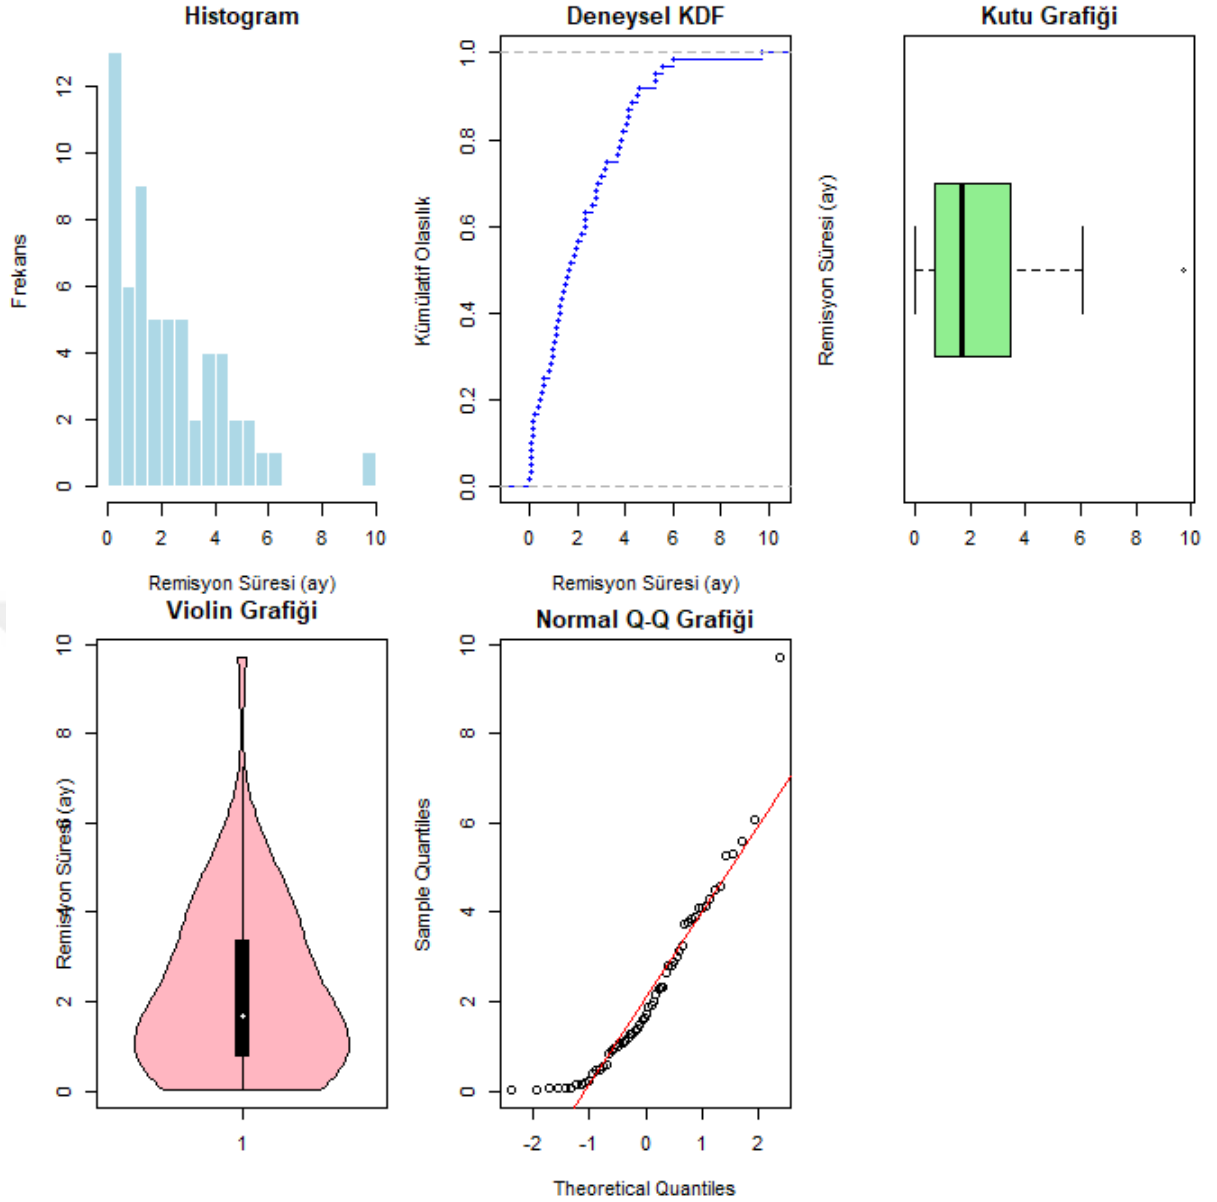 Histogram
Frekans
0 2 4 6 8 10 12
0 2 4 6 8 10
Remisyon Süresi (ay)
Deneysel KDF
Kümülatif Olasılık
0.0 0.2 0.4 0.6 0.8 1.0
0 2 4 6 8 10
Remisyon Süresi (ay)
Kutu Grafiği
Remisyon Süresi (ay)
0 2 4 6 8 10
Violin Grafiği
Remisyon Süresi (ay)
0 2 4 6 8 10
1
Normal Q-Q Grafiği
Sample Quantiles
0 2 4 6 8 10
-2 -1 0 1 2
Theoretical Quantiles